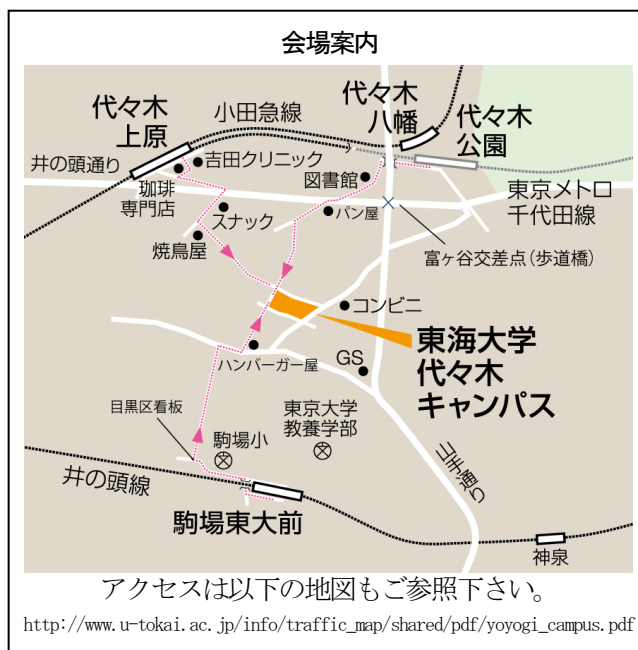 会場案内
代々木
上原
小田急線
代々木
八幡
代々木
公園
井の頭通り
吉田クリニック
珈琲
専門店
図書館
東京メトロ
千代田線
スナック
パン屋
焼鳥屋
富ヶ谷交差点(歩道橋)
コンビニ
東海大学
代々木
キャンパス
ハンバーガー屋
GS
目黒区看板
東京大学
教養学部
駒場小
山手通り
井の頭線
駒場東大前
神泉
アクセスは以下の地図もご参照下さい。
http://www.u-tokai.ac.jp/info/traffic_map/shared/pdf/yoyogi_campus.pdf